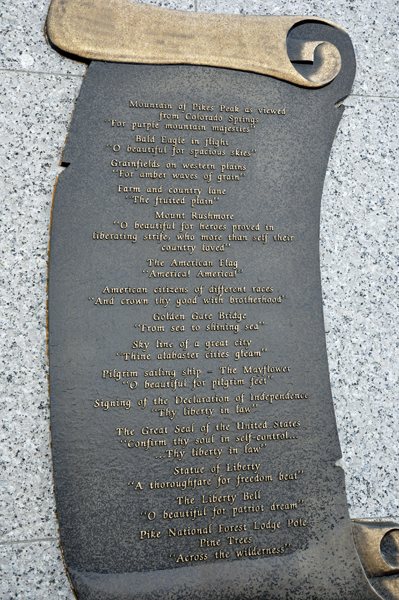 Mountain of Pikes Peak as viewed
from Colorado Springs
"For purple mountain majesties"
Bald Eagle in flight
"O beautiful for spacious skies"
Grainfields on western plains
"For amber waves of grain"
Farm and country lane
"The fruited plain"
Mount Rushmore
"O beautiful for heroes proved in
liberating strife, who more than self their
country loved"
The American Flag
"America! America!"
American citizens of different races
"And crown thy good with brotherhood"
Golden Gate Bridge
"From sea to shining sea"
Sky line of a great city
"Thine alabaster cities gleam"
Pilgrim sailing ship - The Mayflower
"O beautiful for pilgrim feet"
Signing of the Declaration of Independence
"Thy liberty in law"
The Great Seal of the United States
"Confirm thy soul in self-control...
...Thy liberty in law"
Statue of Liberty
"A thoroughfare for freedom beat"
The Liberty Bell
"O beautiful for patriot dream"
Pike National Forest Lodge Pole
Pine Trees
"Across the wilderness"